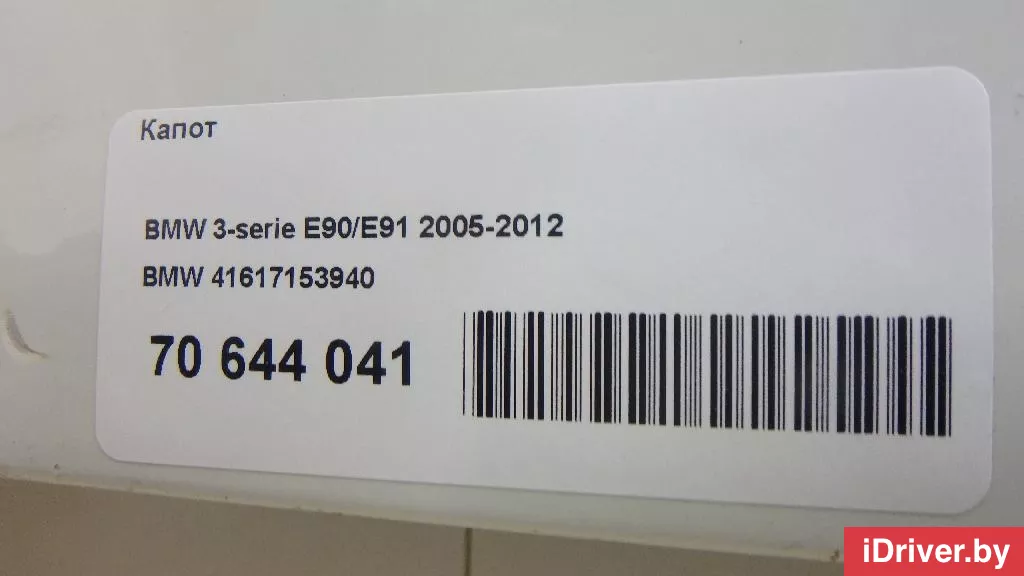 Капот
BMW 3-serie E90/E91 2005-2012
BMW 41617153940
70 644 041
iDriver.by